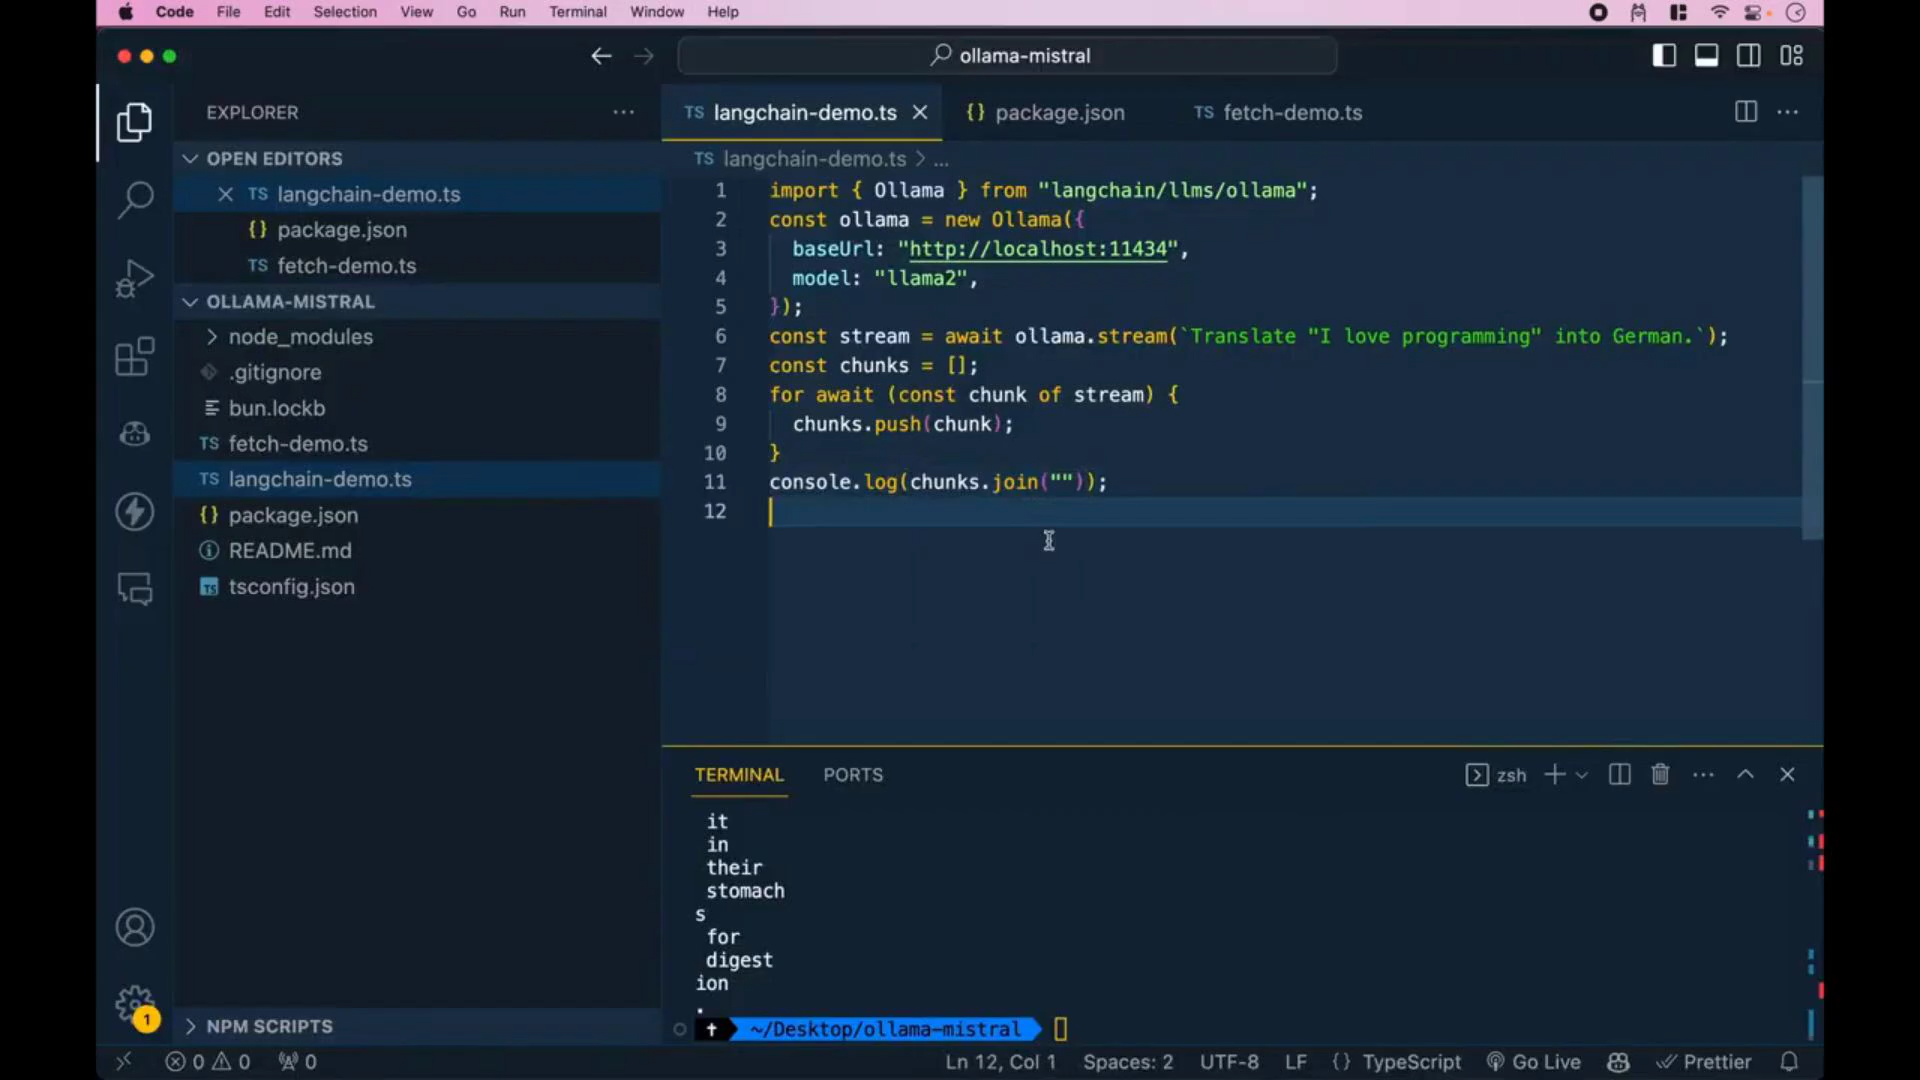 Code File Edit Selection View Go Run Terminal Window Help
ollama-mistral
EXPLORER
OPEN EDITORS
TS langchain-demo.ts
{} package.json
TS fetch-demo.ts
OLLAMA-MISTRAL
node_modules
.gitignore
bun.lockb
TS fetch-demo.ts
TS langchain-demo.ts
{} package.json
README.md
TS tsconfig.json
NPM SCRIPTS
1
TS langchain-demo.ts {} package.json TS fetch-demo.ts
TS langchain-demo.ts > ...
1 import { Ollama } from "langchain/llms/ollama";
2 const ollama = new Ollama({
3 baseUrl: "http://localhost:11434",
4 model: "llama2",
5 });
6 const stream = await ollama.stream(`Translate "I love programming" into German.`);
7 const chunks = [];
8 for await (const chunk of stream) {
9 chunks.push(chunk);
10 }
11 console.log(chunks.join(""));
12
TERMINAL PORTS zsh
it
in
their
stomach
s
for
digest
ion
.
~/Desktop/ollama-mistral
0 0 0 Ln 12, Col 1 Spaces: 2 UTF-8 LF {} TypeScript Go Live Prettier